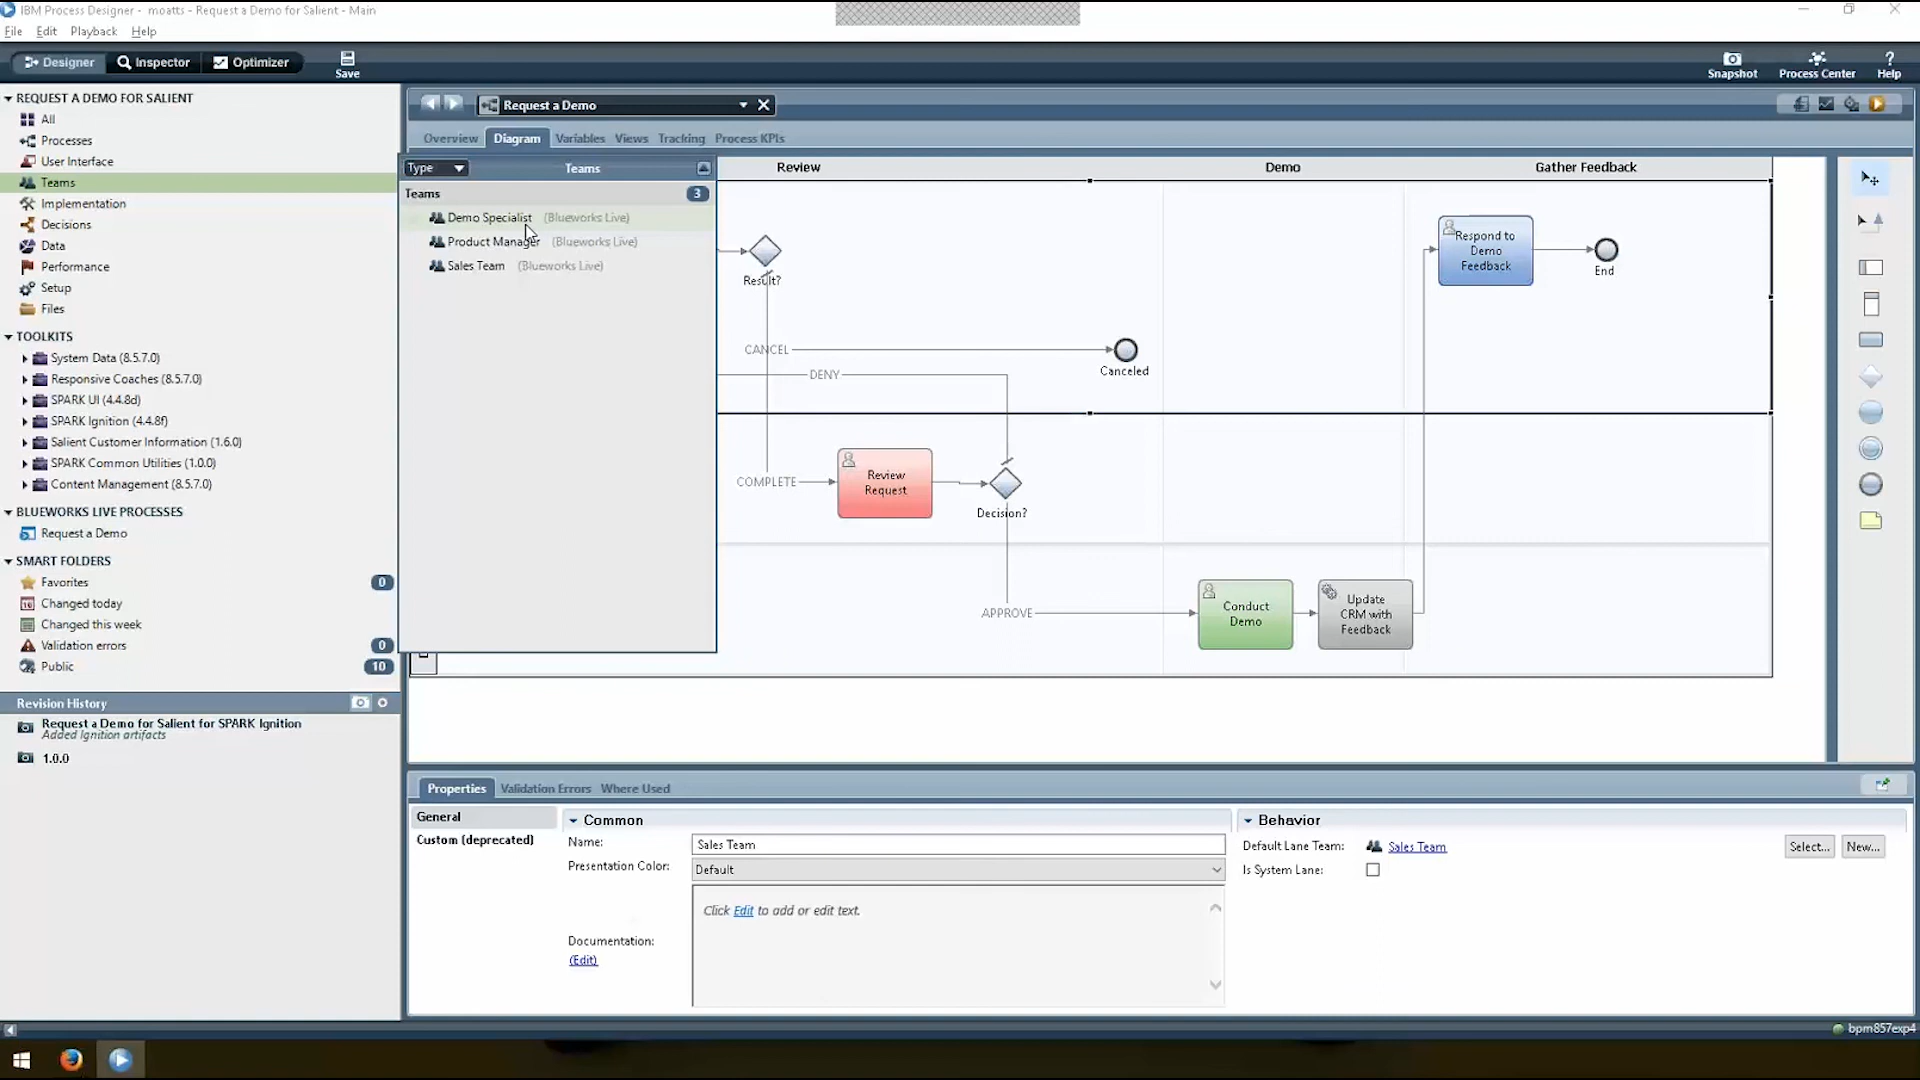 IBM Process Designer - moatts - Request a Demo for Salient - Main
File Edit Playback Help
Designer Inspector Optimizer Save Snapshot Process Center Help
REQUEST A DEMO FOR SALIENT
All
Processes
User Interface
Teams
Implementation
Decisions
Data
Performance
Setup
Files
TOOLKITS
System Data (8.5.7.0)
Responsive Coaches (8.5.7.0)
SPARK UI (4.4.8d)
SPARK Ignition (4.4.8f)
Salient Customer Information (1.6.0)
SPARK Common Utilities (1.0.0)
Content Management (8.5.7.0)
BLUEWORKS LIVE PROCESSES
Request a Demo
SMART FOLDERS
Favorites 0
Changed today
Changed this week
Validation errors 0
Public 10
Revision History
Request a Demo for Salient for SPARK Ignition
Added Ignition artifacts
1.0.0
Request a Demo
Overview Diagram Variables Views Tracking Process KPIs
Type Teams
Teams 3
Demo Specialist (Blueworks Live)
Product Manager (Blueworks Live)
Sales Team (Blueworks Live)
Review Demo Gather Feedback
Result?
Respond to
Demo
Feedback
End
CANCEL
Canceled
DENY
COMPLETE
Review
Request
Decision?
APPROVE
Conduct
Demo
Update
CRM with
Feedback
Properties Validation Errors Where Used
General
Custom (deprecated)
Common
Name: Sales Team
Presentation Color: Default
Click Edit to add or edit text.
Documentation:
(Edit)
Behavior
Default Lane Team: Sales Team Select... New...
Is System Lane:
bpm857exp4